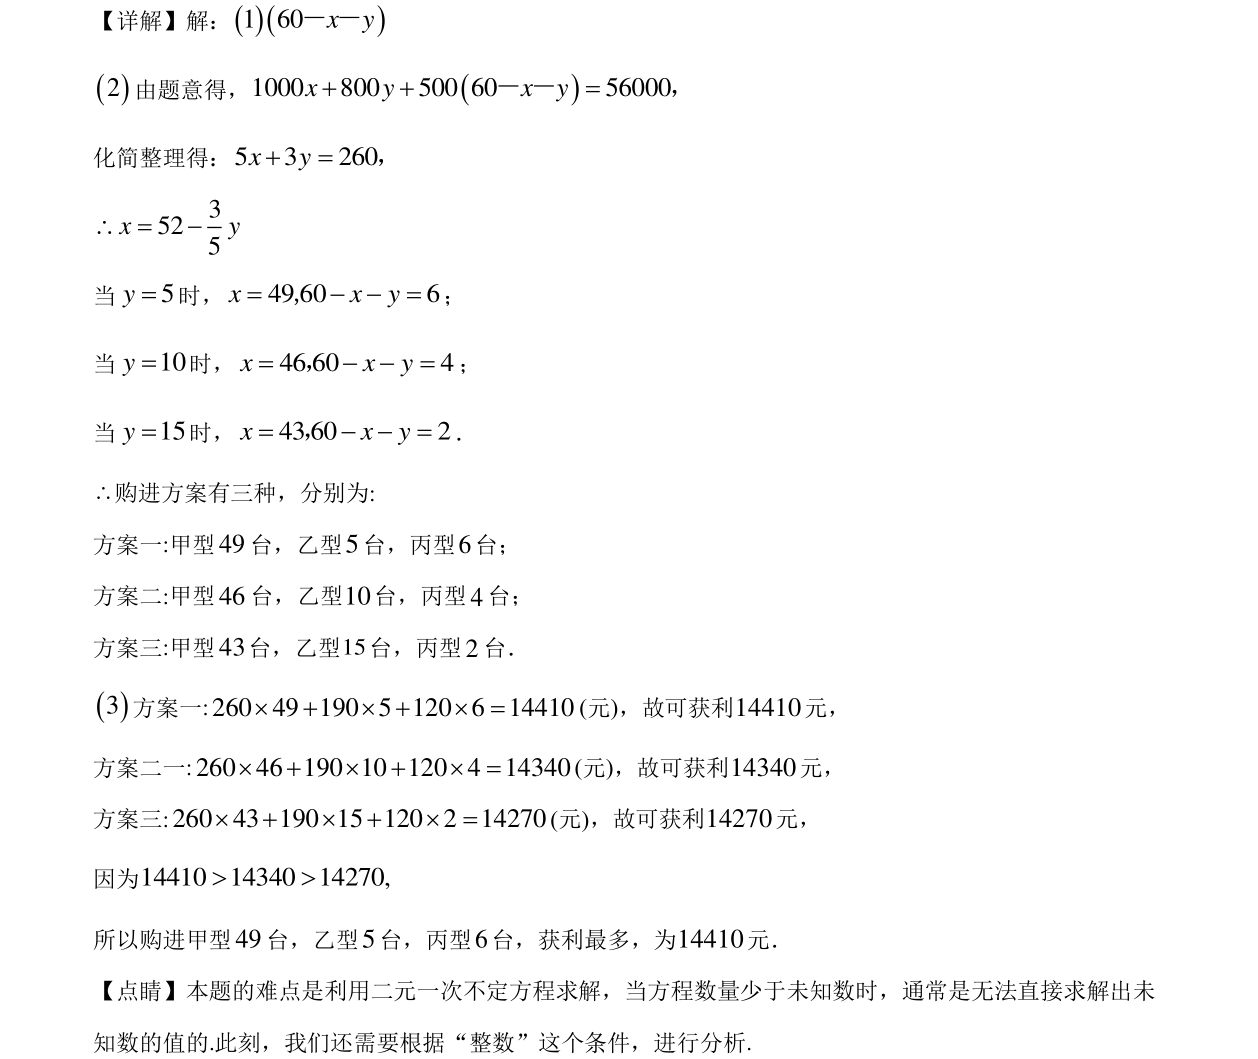 【详解】解：(1)(60—x—y)
(2)由题意得，1000x+800y+500(60—x—y)=56000，
化简整理得：5x+3y=260，
∴x=52−3/5y
当y=5时，x=49,60−x−y=6；
当y=10时，x=46,60−x−y=4；
当y=15时，x=43,60−x−y=2.
∴购进方案有三种，分别为:
方案一:甲型49台，乙型5台，丙型6台；
方案二:甲型46台，乙型10台，丙型4台；
方案三:甲型43台，乙型15台，丙型2台.
(3)方案一:260×49+190×5+120×6=14410(元)，故可获利14410元，
方案二一:260×46+190×10+120×4=14340(元)，故可获利14340元，
方案三:260×43+190×15+120×2=14270(元)，故可获利14270元，
因为14410>14340>14270,
所以购进甲型49台，乙型5台，丙型6台，获利最多，为14410元.
【点睛】本题的难点是利用二元一次不定方程求解，当方程数量少于未知数时，通常是无法直接求解出未
知数的值的.此刻，我们还需要根据“整数”这个条件，进行分析.